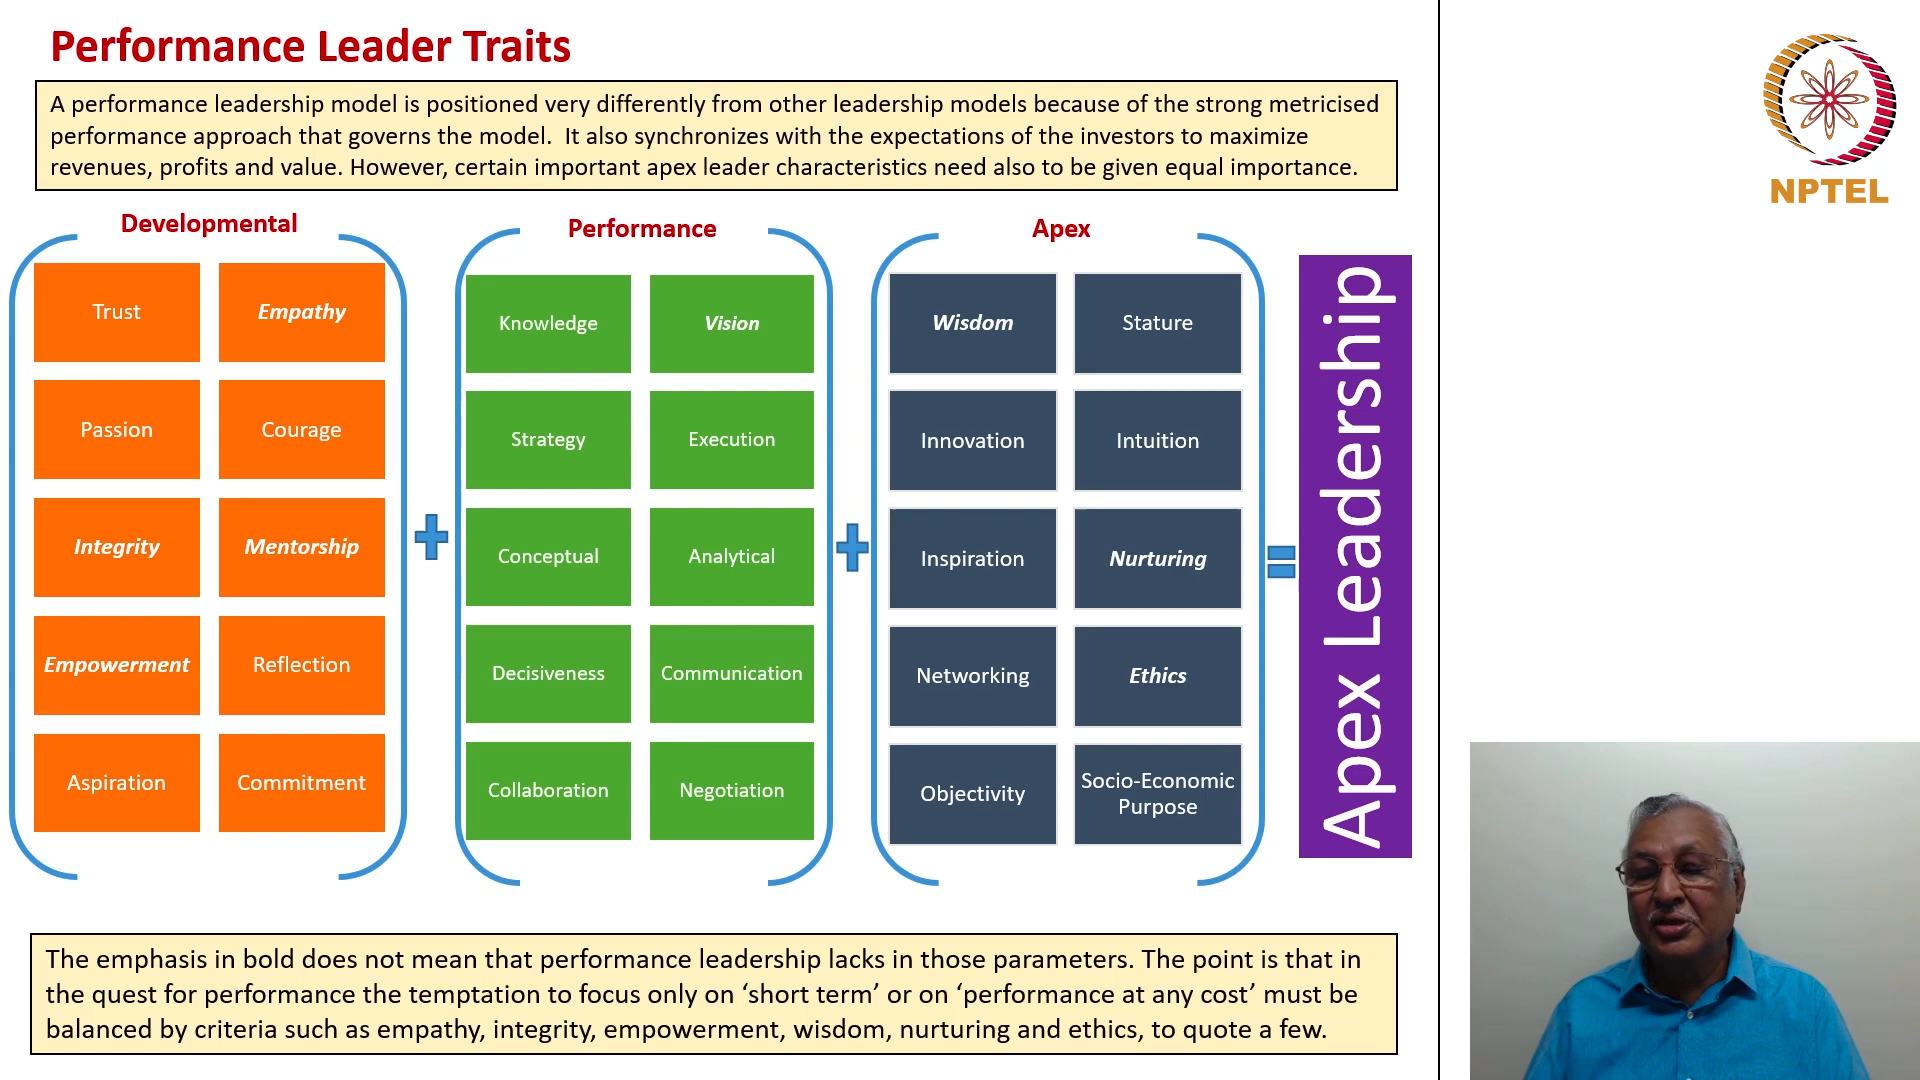 Performance Leader Traits
A performance leadership model is positioned very differently from other leadership models because of the strong metricised
performance approach that governs the model. It also synchronizes with the expectations of the investors to maximize
revenues, profits and value. However, certain important apex leader characteristics need also to be given equal importance.
NPTEL
Developmental
Trust
Empathy
Passion
Courage
Integrity
Mentorship
Empowerment
Reflection
Aspiration
Commitment
Performance
Knowledge
Vision
Strategy
Execution
Conceptual
Analytical
Decisiveness
Communication
Collaboration
Negotiation
Apex
Wisdom
Stature
Innovation
Intuition
Inspiration
Nurturing
Networking
Ethics
Objectivity
Socio-Economic
Purpose
Apex Leadership
The emphasis in bold does not mean that performance leadership lacks in those parameters. The point is that in
the quest for performance the temptation to focus only on ‘short term’ or on ‘performance at any cost’ must be
balanced by criteria such as empathy, integrity, empowerment, wisdom, nurturing and ethics, to quote a few.